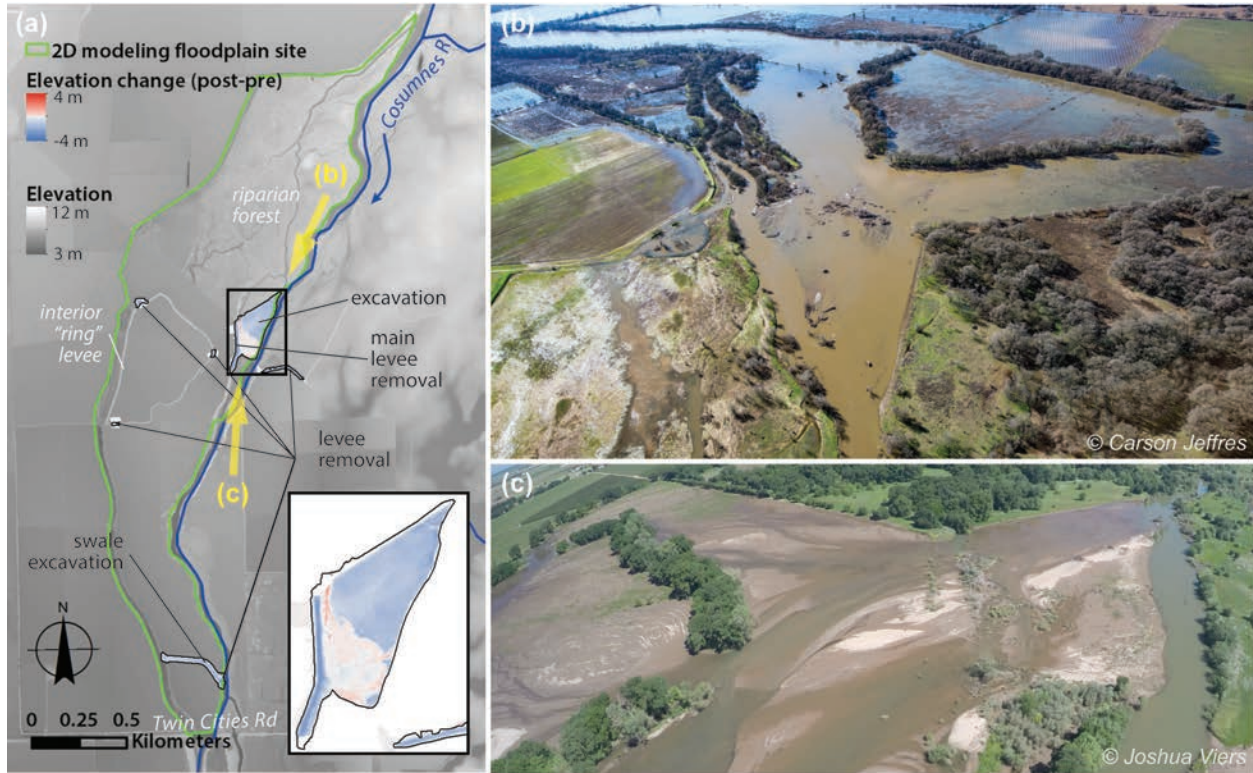 (a)
2D modeling floodplain site
Elevation change (post-pre)
4 m
-4 m
Elevation
12 m
3 m
Cosumnes R
(b)
riparian
forest
excavation
interior
"ring"
levee
main
levee
removal
levee
removal
(c)
swale
excavation
N
Twin Cities Rd
0 0.25 0.5
Kilometers
(b)
© Carson Jeffres
(c)
© Joshua Viers